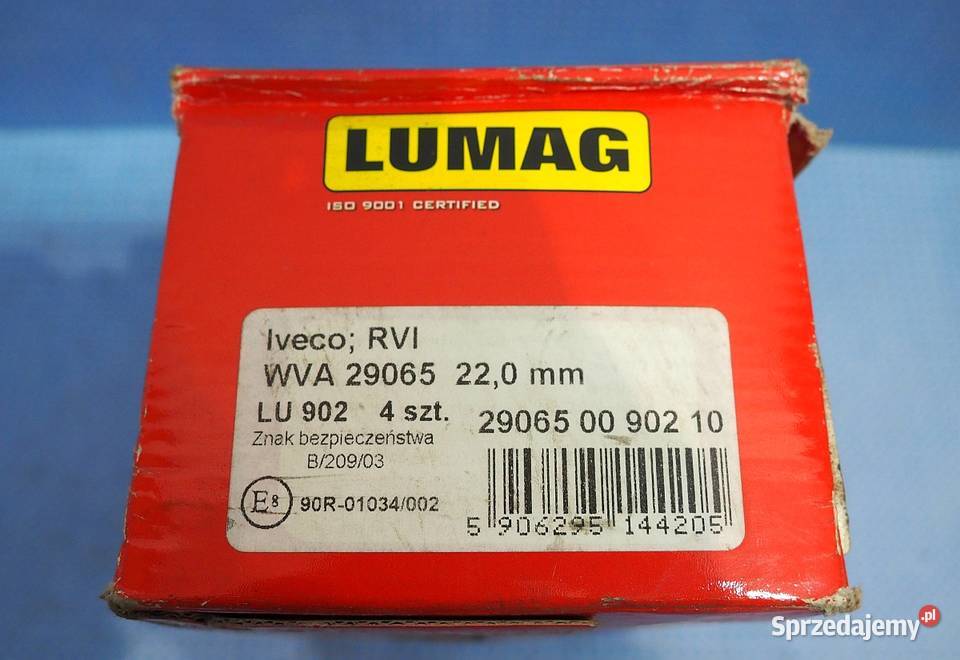 LUMAG
ISO 9001 CERTIFIED
Iveco; RVI
WVA 29065 22,0 mm
LU 902 4 szt. 29065 00 902 10
Znak bezpieczeństwa
B/209/03
E8 90R-01034/002
5 906295 144205
Sprzedajemy.pl